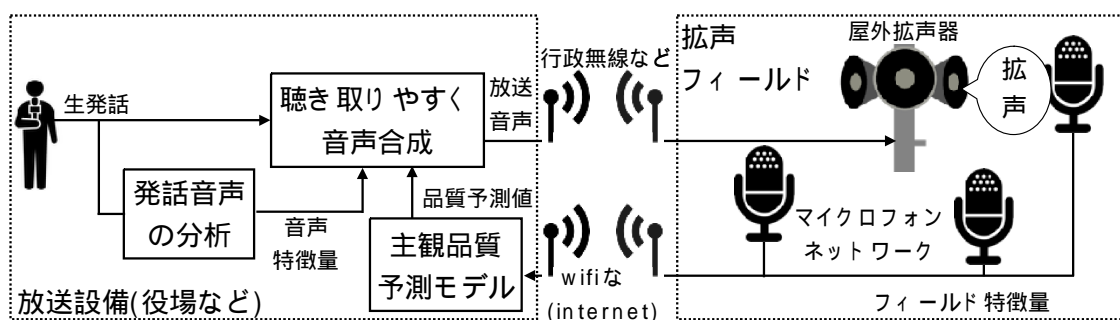 生発話
聴き取りやすく
音声合成
放送
音声
行政無線など
拡声
フィールド
屋外拡声器
拡
声
発話音声
の分析
音声
特徴量
品質予測値
主観品質
予測モデル
放送設備(役場など)
wifiな
(internet)
マイクロフォン
ネットワーク
フィールド特徴量